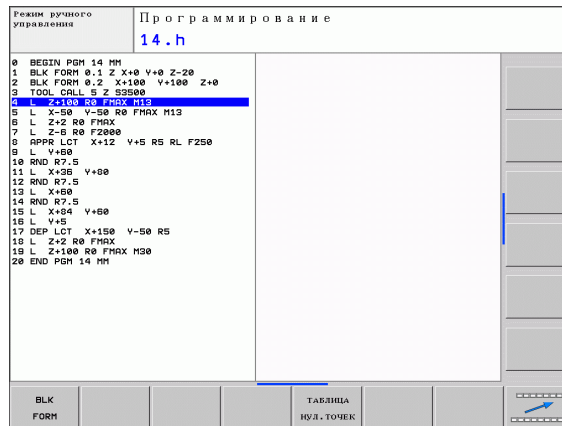 Режим ручного
управления
Программирование
14.h
0 BEGIN PGM 14 MM
1 BLK FORM 0.1 Z X+0 Y+0 Z-20
2 BLK FORM 0.2 X+100 Y+100 Z+0
3 TOOL CALL 5 Z S3500
4 L Z+100 R0 FMAX M13
5 L X-50 Y-50 R0 FMAX M13
6 L Z+2 R0 FMAX
7 L Z-6 R0 F2000
8 APPR LCT X+12 Y+5 R5 RL F250
9 L Y+60
10 RND R7.5
11 L X+36 Y+80
12 RND R7.5
13 L X+60
14 RND R7.5
15 L X+84 Y+60
16 L Y+5
17 DEP LCT X+150 Y-50 R5
18 L Z+2 R0 FMAX
19 L Z+100 R0 FMAX M30
20 END PGM 14 MM
BLK
FORM
ТАБЛИЦА
НУЛ.ТОЧЕК